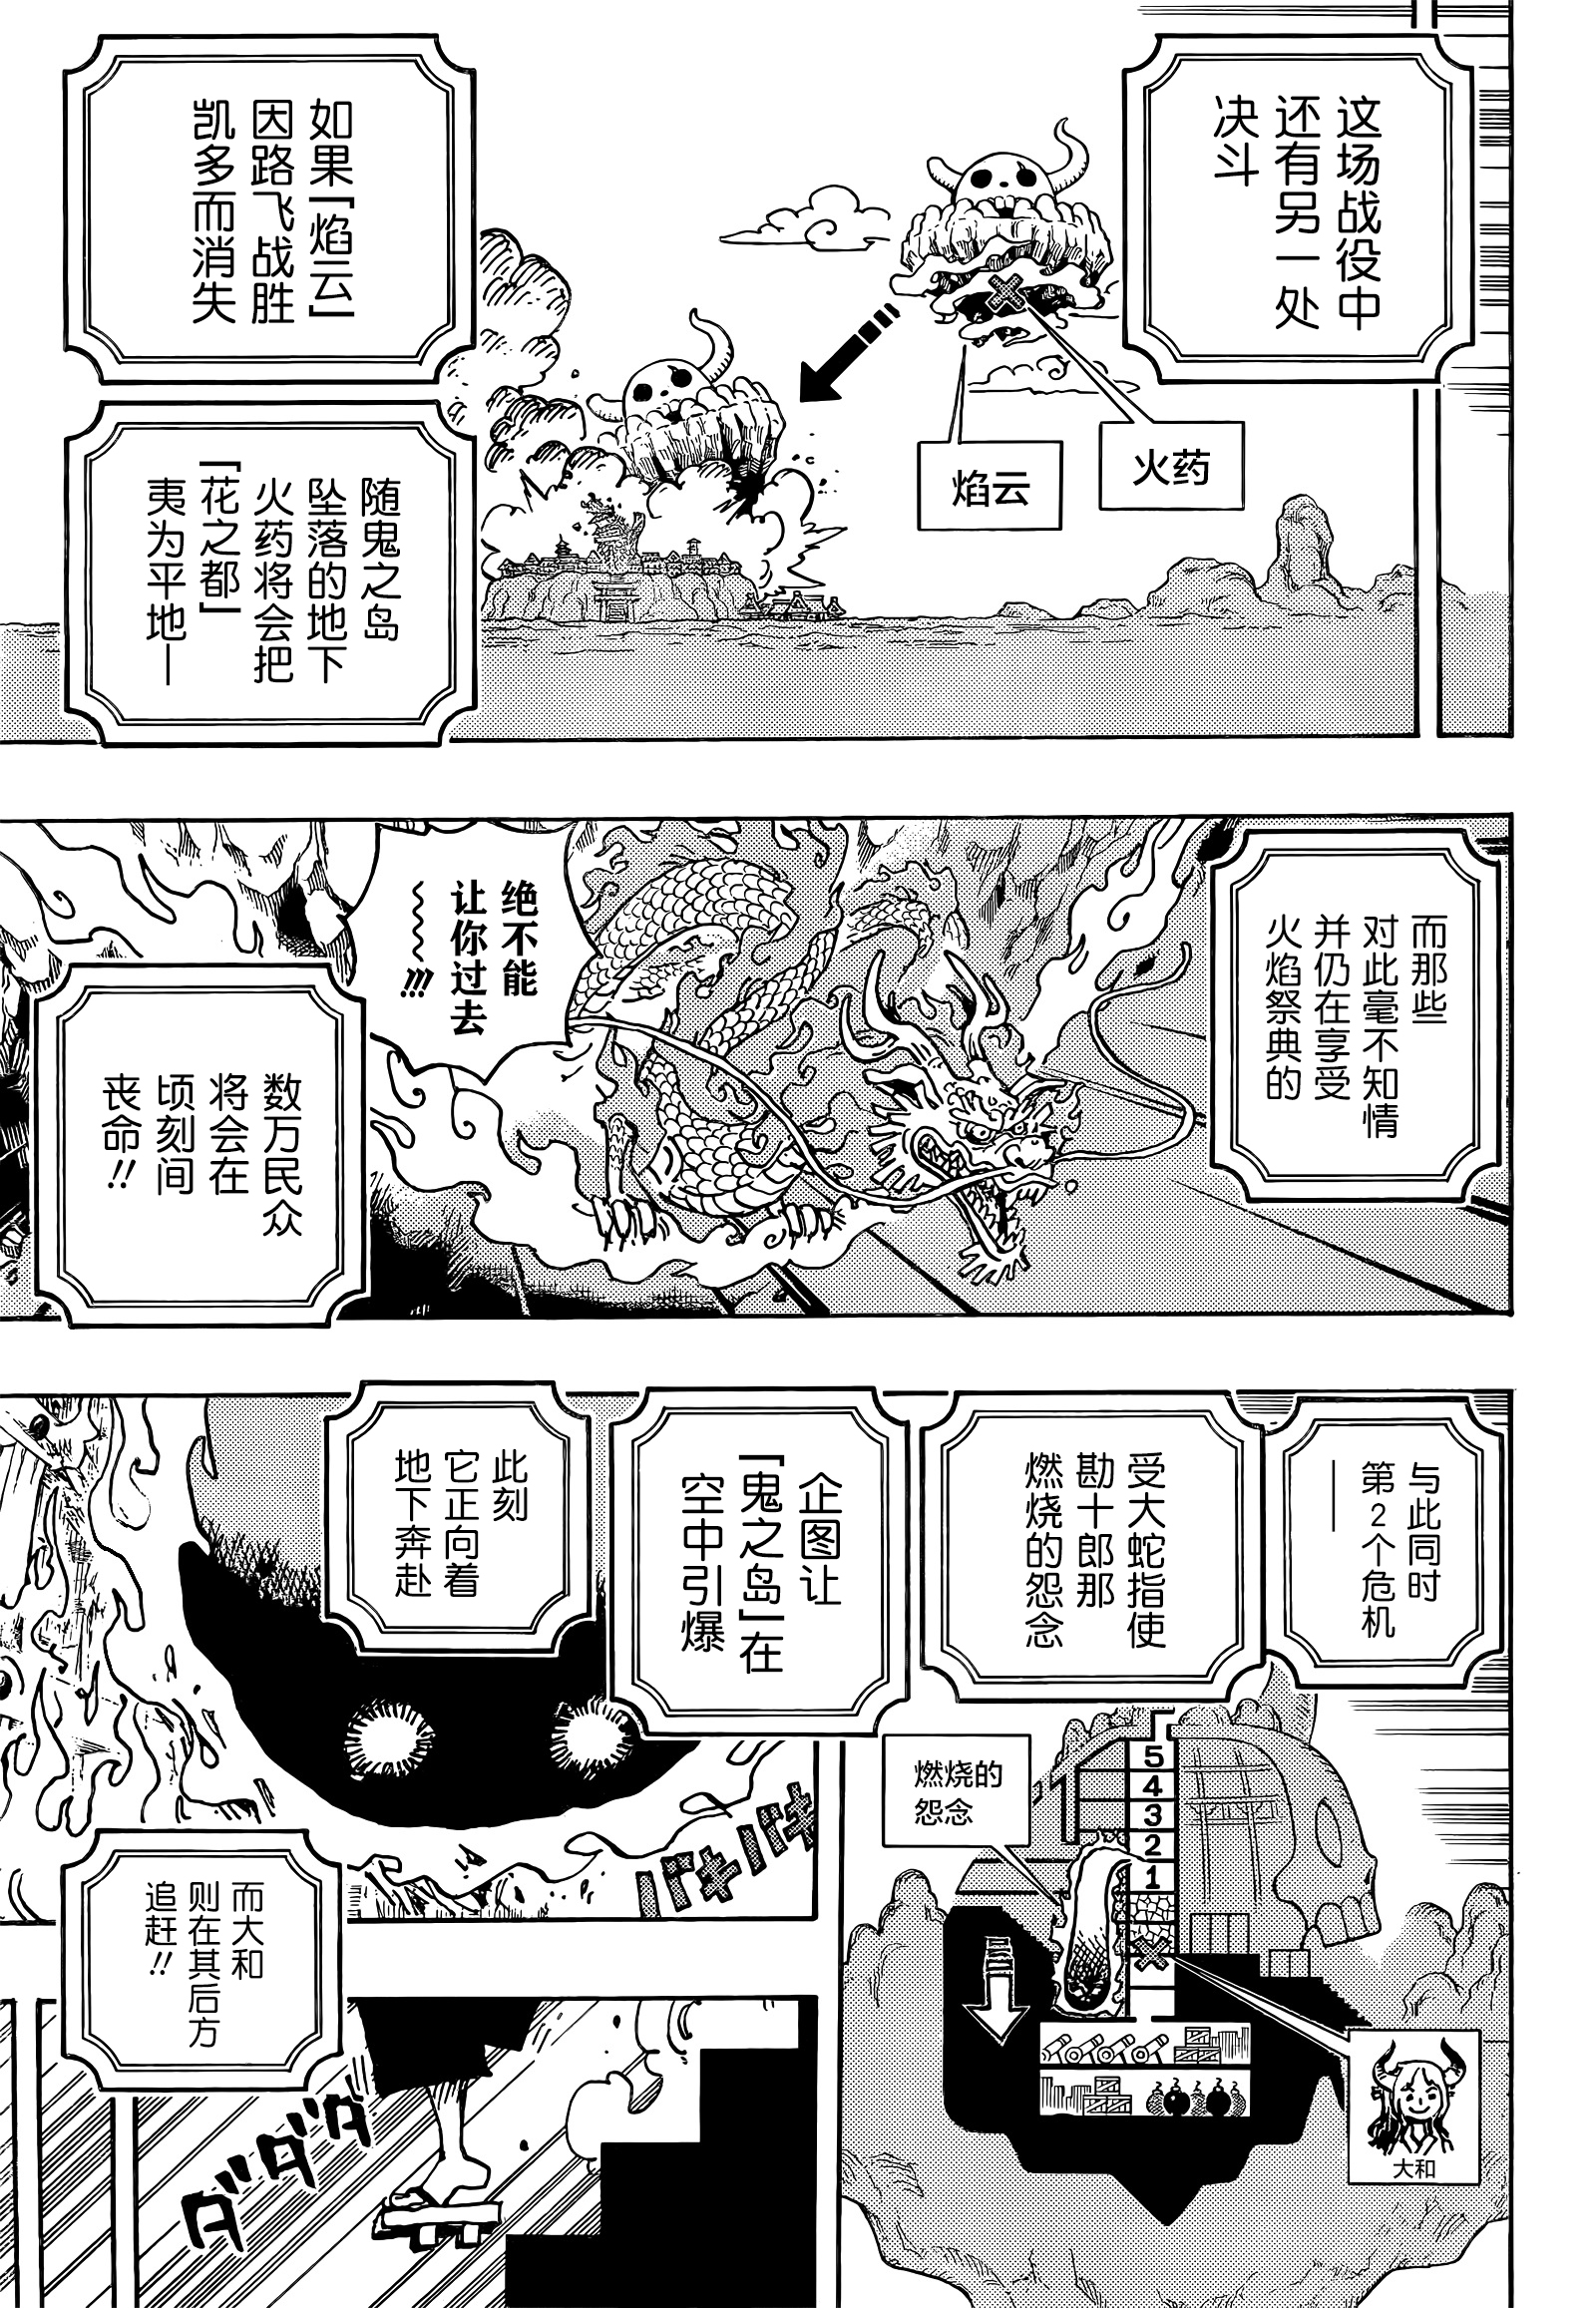 这场战役中
还有另一处
决斗
火药
焰云
如果「焰云」
因路飞战胜
凯多而消失
随鬼之岛
坠落的地下
火药将会把
「花之都」
夷为平地—
而那些
对此毫不知情
并仍在享受
火焰祭典的
绝不能
让你过去
~~~!!!
数万民众
将会在
顷刻间
丧命!!
与此同时
第2个危机
——
受大蛇指使
勘十郎那
燃烧的怨念
企图让
「鬼之岛」在
空中引爆
此刻
它正向着
地下奔赴
燃烧的
怨念
5
4
3
2
1
大和
バキバキ
而大和
则在其后方
追赶!!
ダダダ